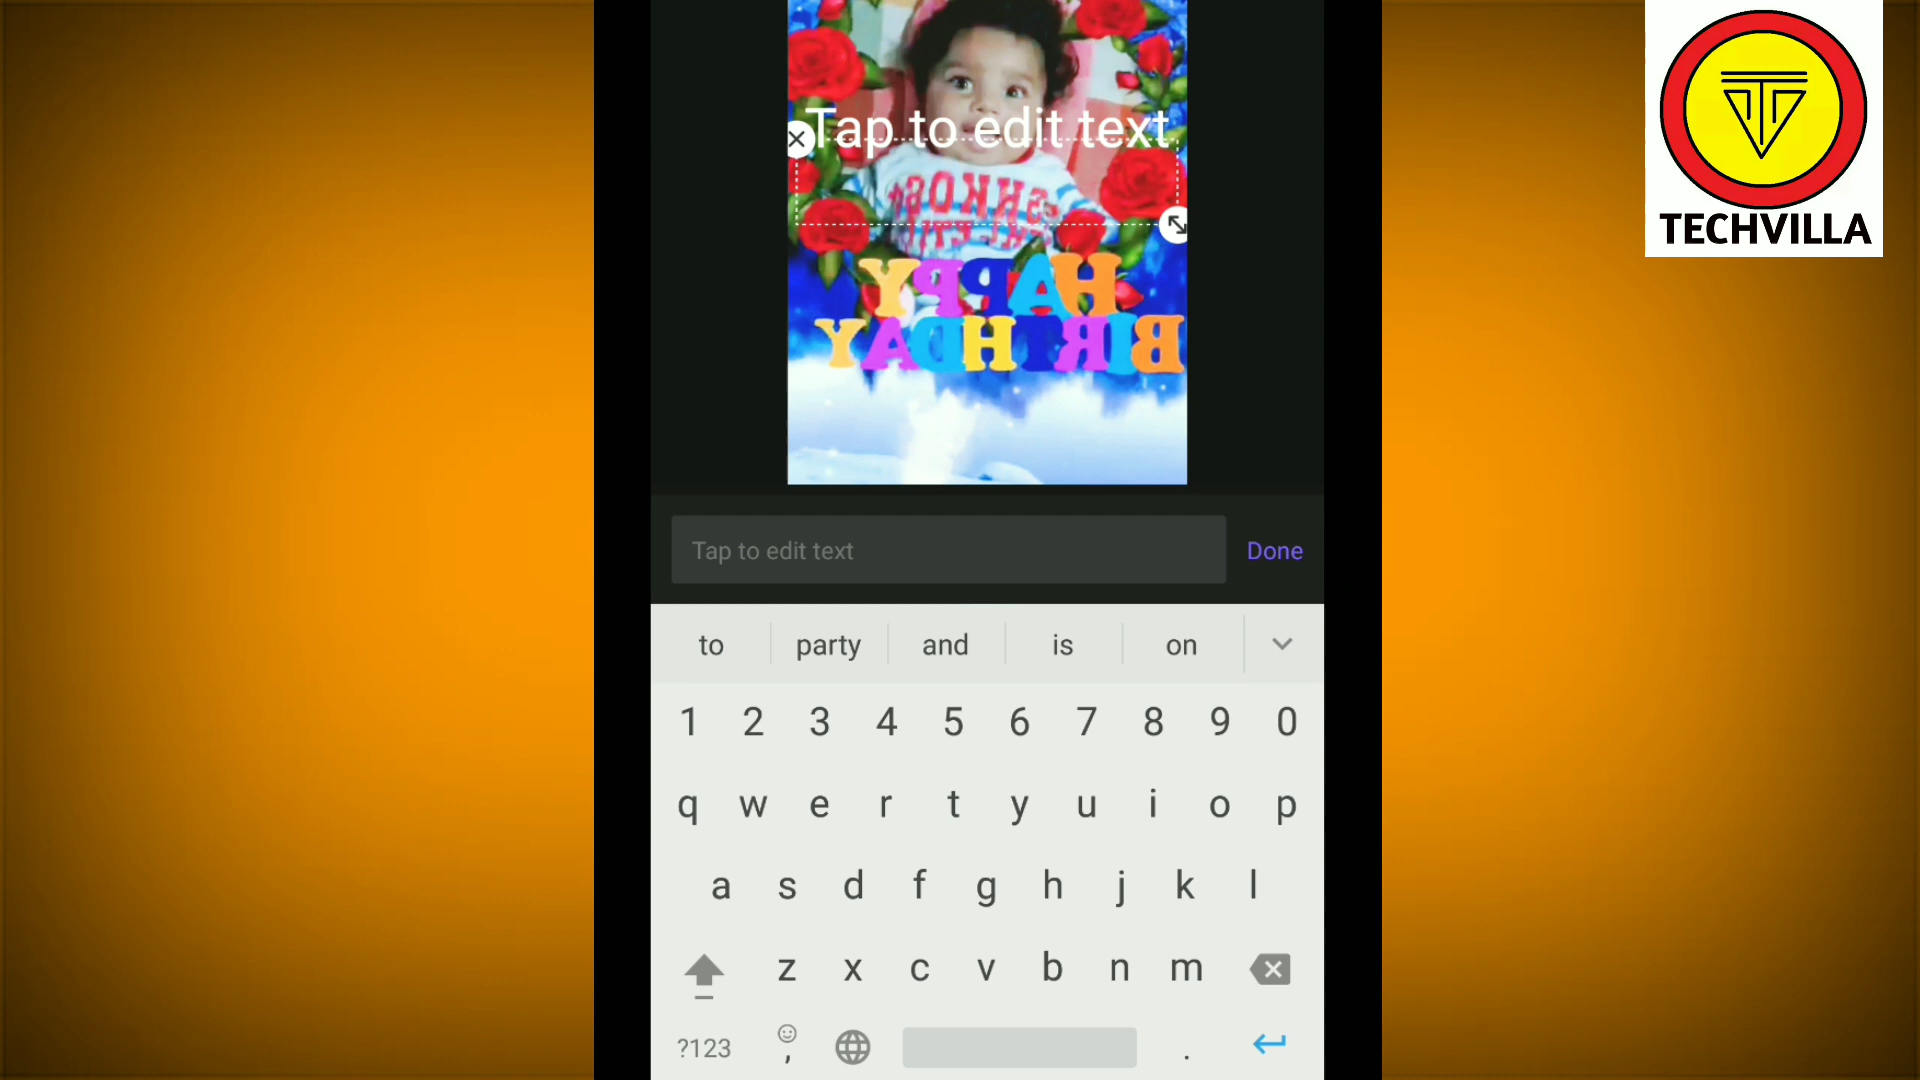 Tap to edit text
HAPPY
BIRTHDAY
TECHVILLA
Tap to edit text
Done
to party and is on
1 2 3 4 5 6 7 8 9 0
q w e r t y u i o p
a s d f g h j k l
z x c v b n m
?123 , .